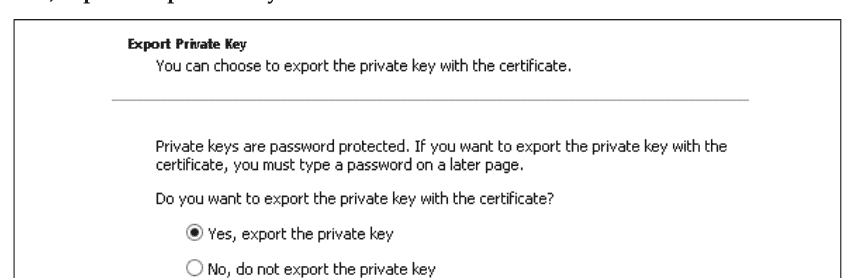 Export Private Key
You can choose to export the private key with the certificate.
Private keys are password protected. If you want to export the private key with the
certificate, you must type a password on a later page.
Do you want to export the private key with the certificate?
Yes, export the private key
No, do not export the private key